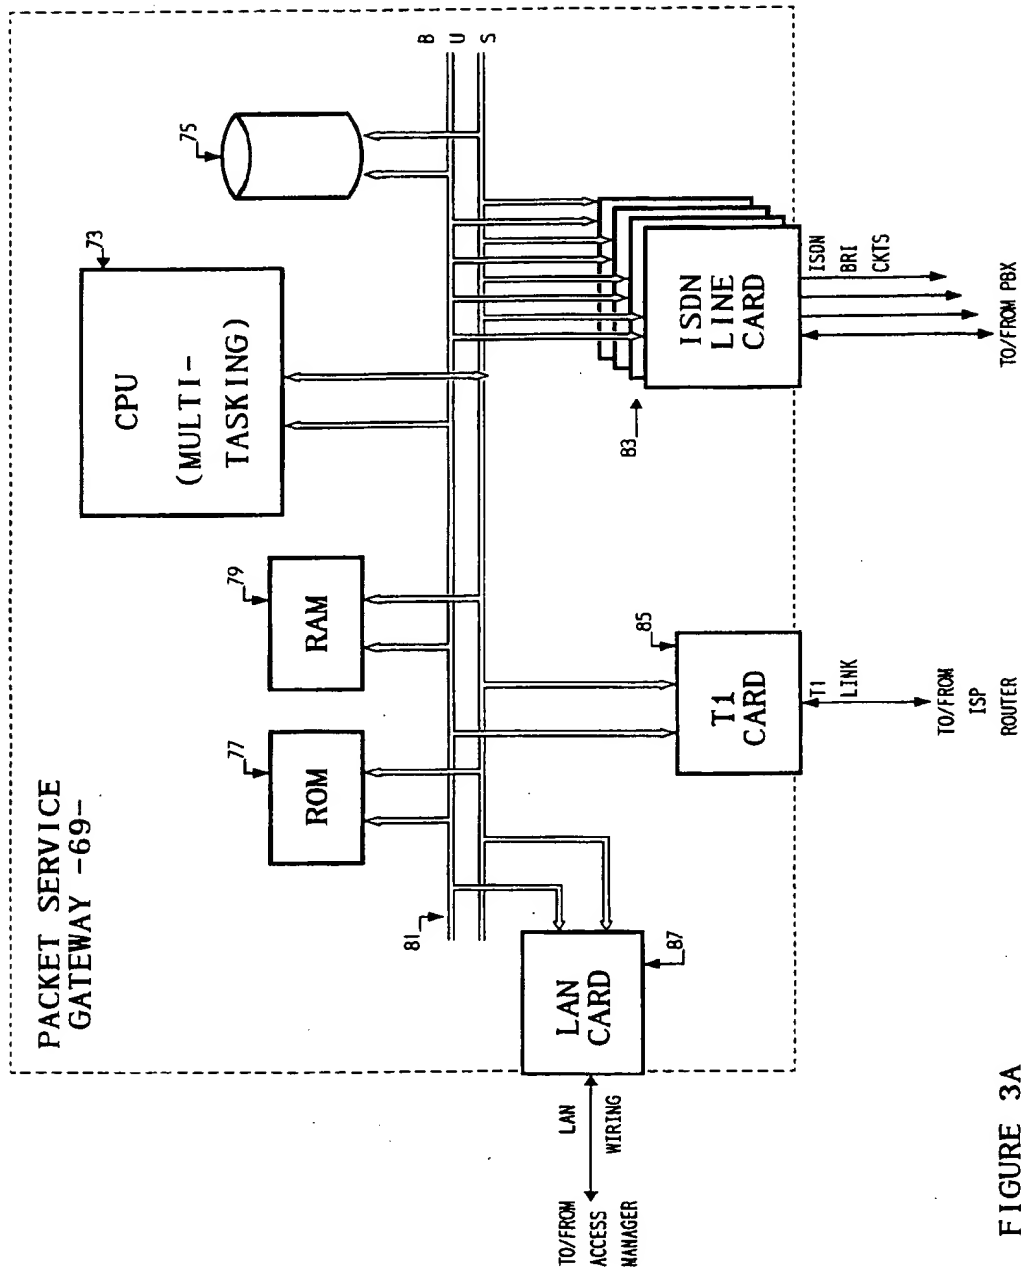 PACKET SERVICE
GATEWAY -69-
77
ROM
79
RAM
73
CPU
(MULTI-
TASKING)
75
81
B U S
87
LAN
CARD
LAN
WIRING
TO/FROM
ACCESS
MANAGER
85
T1
CARD
T1
LINK
TO/FROM
ISP
ROUTER
83
ISDN
LINE
CARD
ISDN
BRI
CKTS
TO/FROM PBX
FIGURE 3A